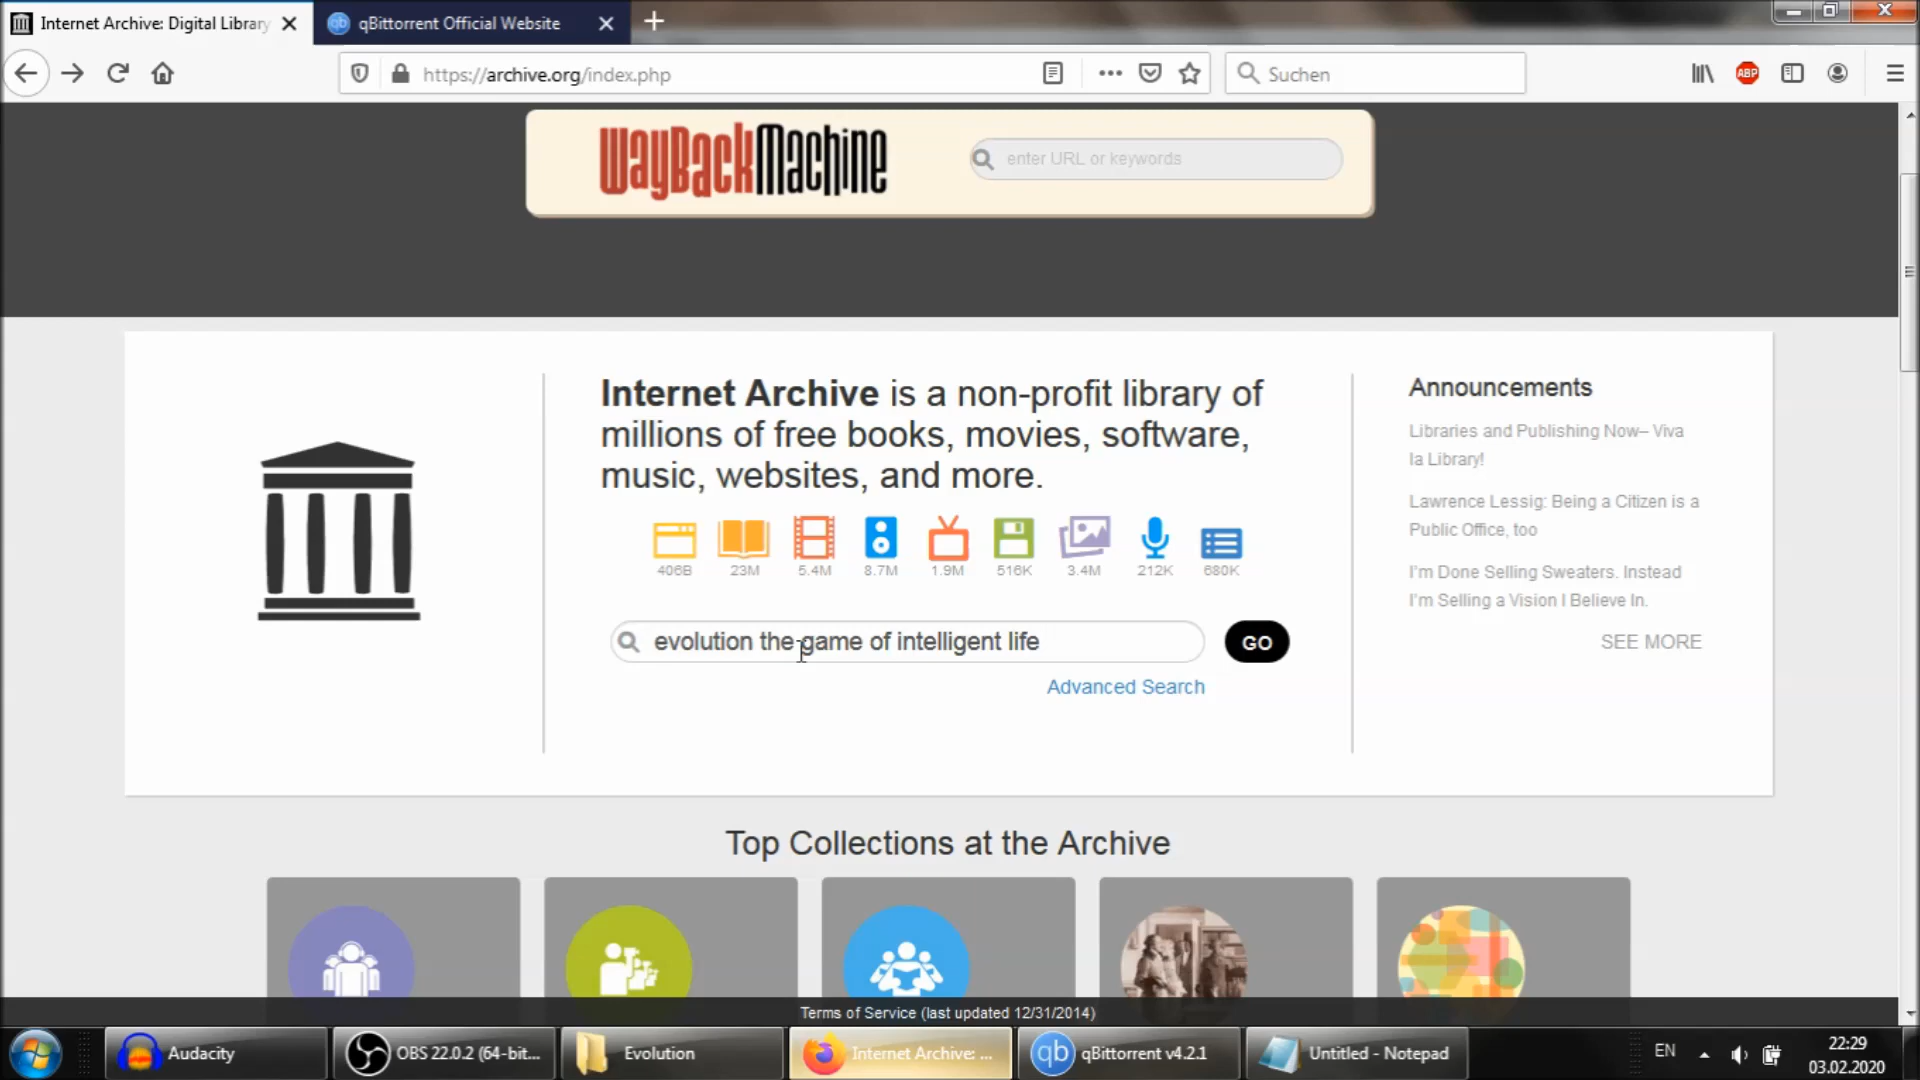 Internet Archive: Digital Library
qBittorrent Official Website
https://archive.org/index.php
Suchen
ABP
WayBackMachine
enter URL or keywords
Internet Archive is a non-profit library of
millions of free books, movies, software,
music, websites, and more.
406B 23M 5.4M 8.7M 1.9M 516K 3.4M 212K 680K
evolution the game of intelligent life
GO
Advanced Search
Announcements
Libraries and Publishing Now– Viva
la Library!
Lawrence Lessig: Being a Citizen is a
Public Office, too
I'm Done Selling Sweaters. Instead
I'm Selling a Vision I Believe In.
SEE MORE
Top Collections at the Archive
Terms of Service (last updated 12/31/2014)
Audacity
OBS 22.0.2 (64-bit...
Evolution
Internet Archive: ...
qb
qBittorrent v4.2.1
Untitled - Notepad
EN
22:29
03.02.2020